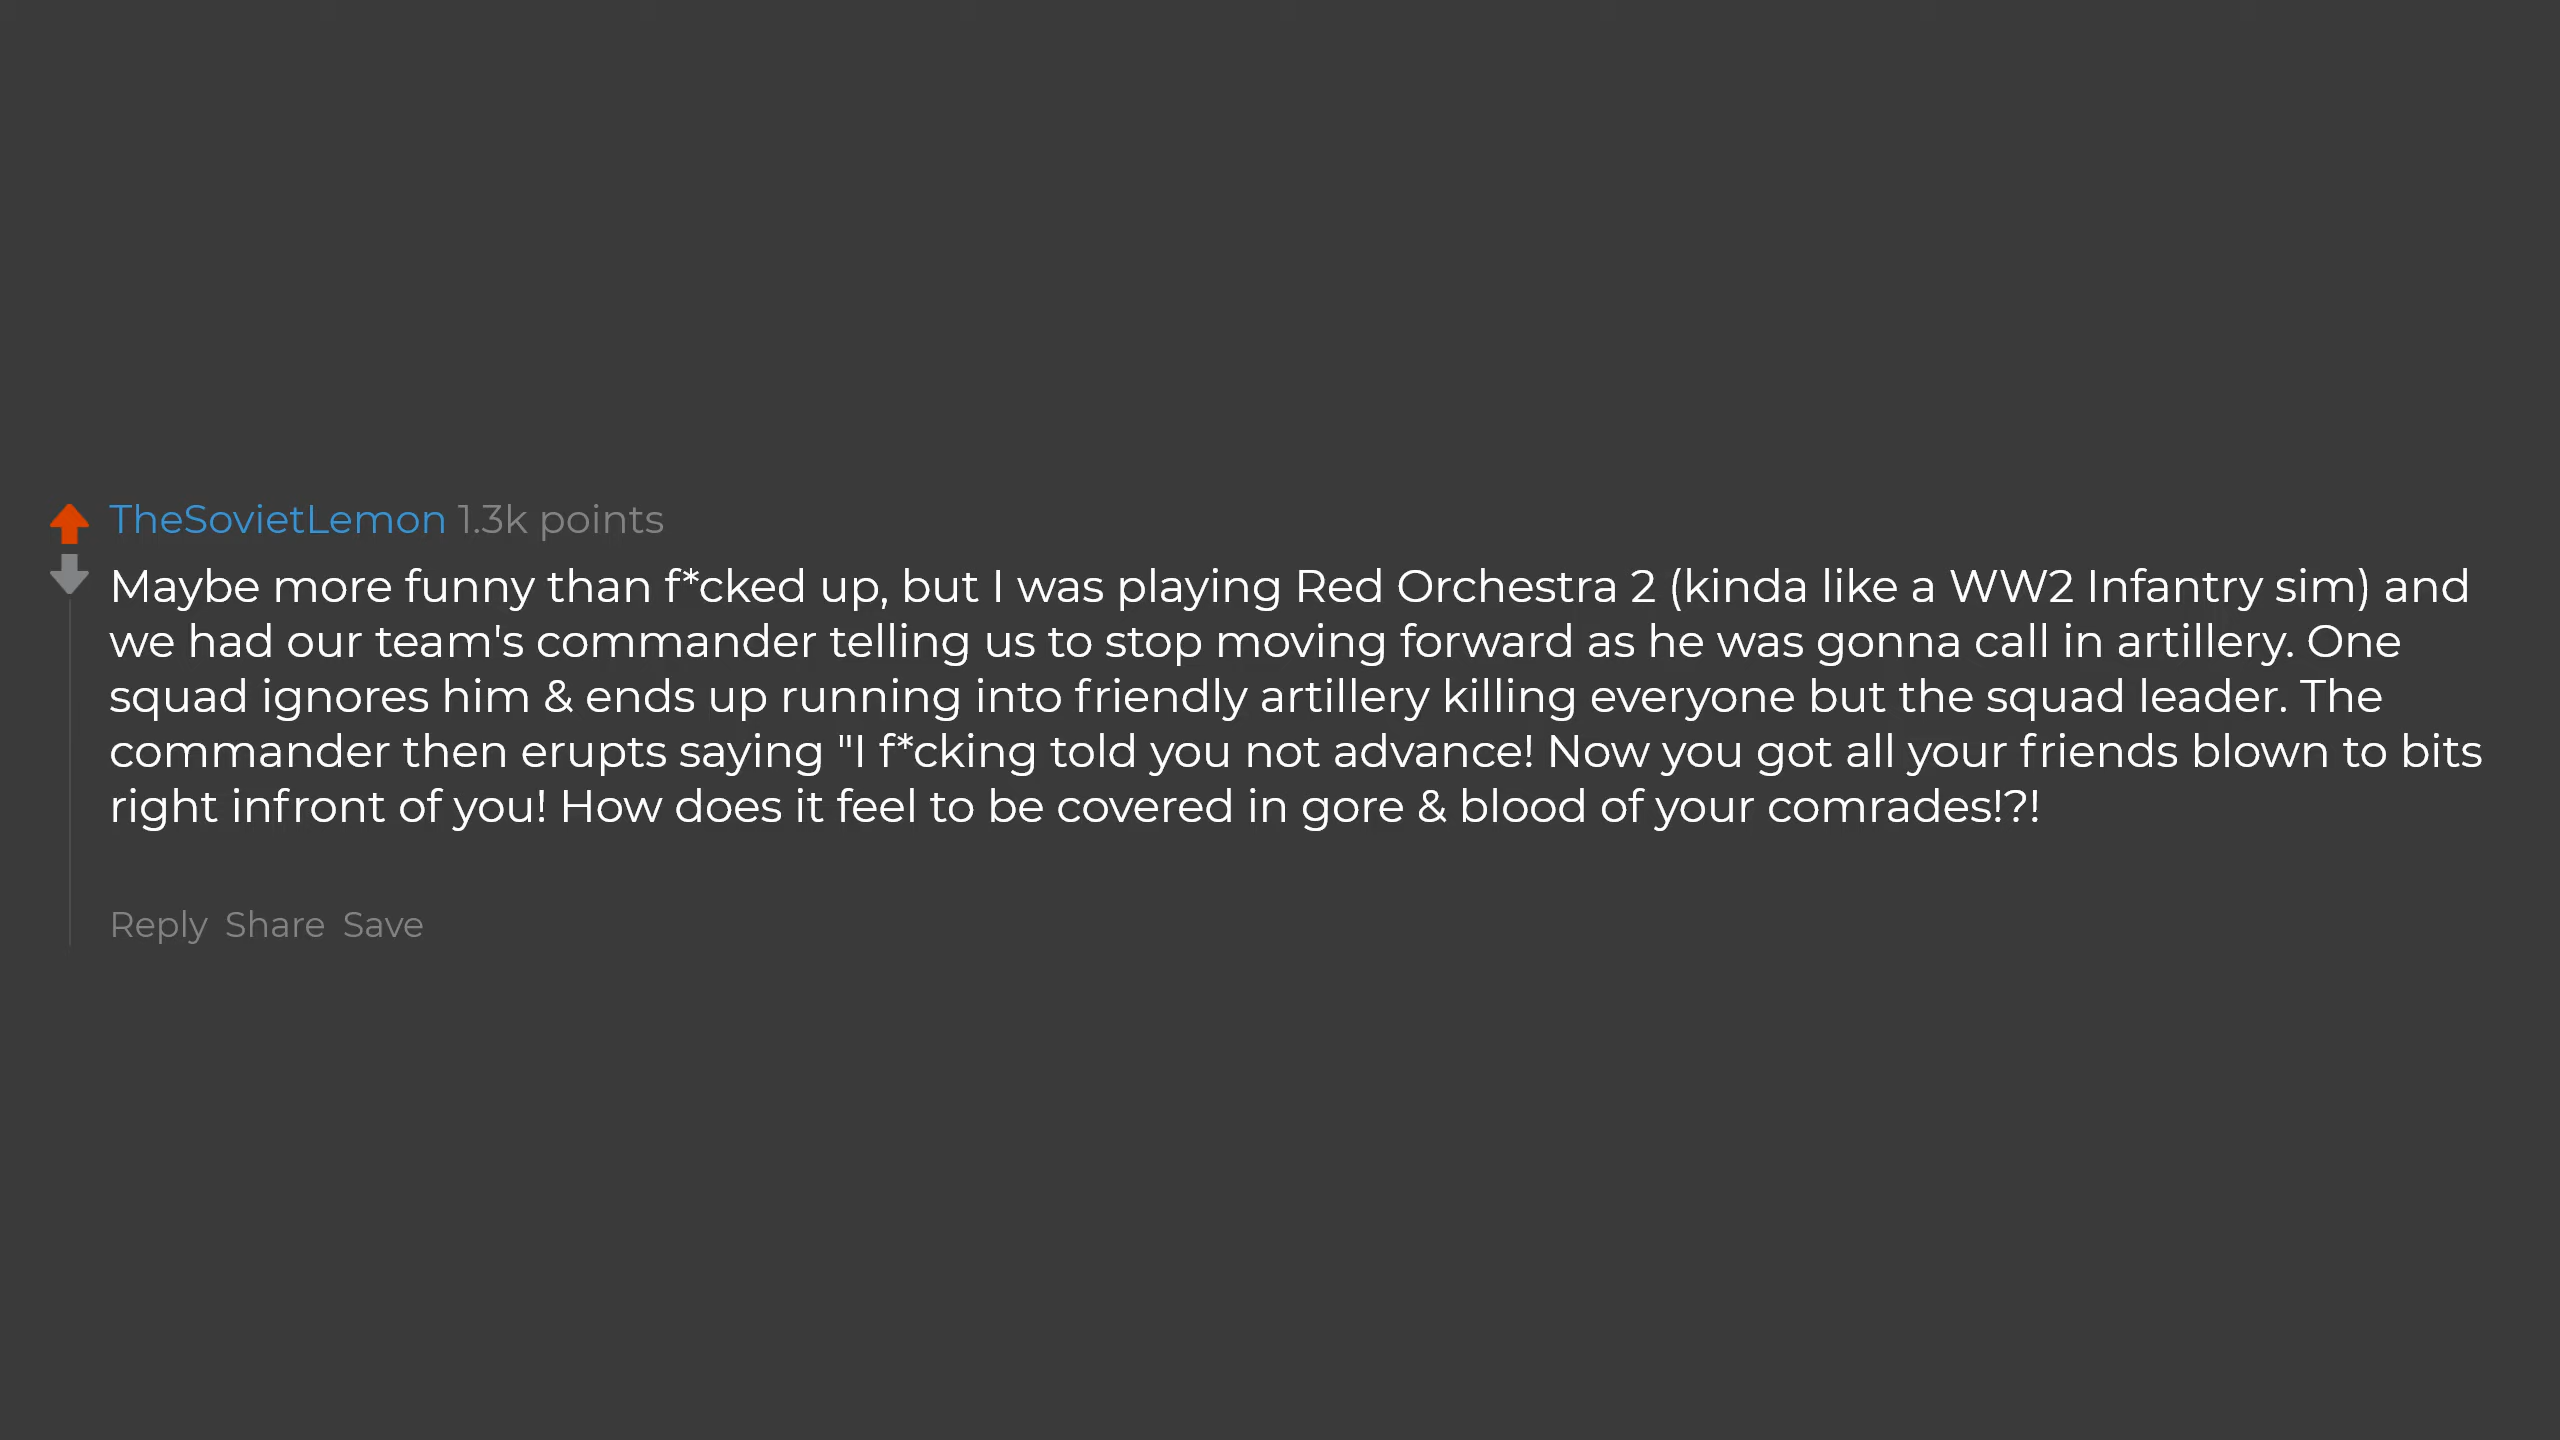 TheSovietLemon 1.3k points
Maybe more funny than f*cked up, but I was playing Red Orchestra 2 (kinda like a WW2 Infantry sim) and
we had our team's commander telling us to stop moving forward as he was gonna call in artillery. One
squad ignores him & ends up running into friendly artillery killing everyone but the squad leader. The
commander then erupts saying "I f*cking told you not advance! Now you got all your friends blown to bits
right infront of you! How does it feel to be covered in gore & blood of your comrades!?!
Reply Share Save